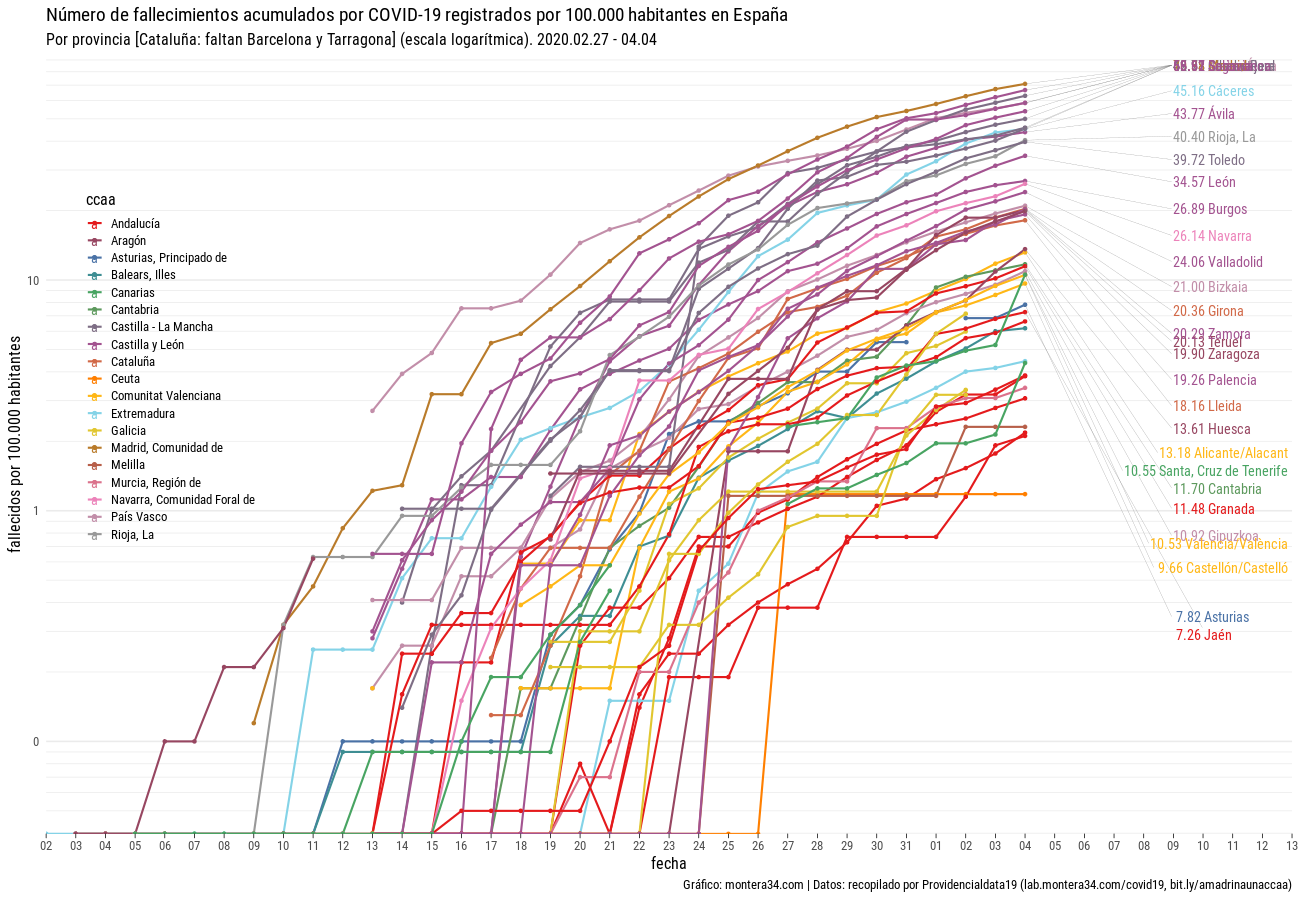 Número de fallecimientos acumulados por COVID-19 registrados por 100.000 habitantes en España
Por provincia [Cataluña: faltan Barcelona y Tarragona] (escala logarítmica). 2020.02.27 - 04.04
45.16 Cáceres
43.77 Ávila
40.40 Rioja, La
39.72 Toledo
34.57 León
26.89 Burgos
26.14 Navarra
24.06 Valladolid
21.00 Bizkaia
20.36 Girona
20.29 Zamora
20.13 Teruel
19.90 Zaragoza
19.26 Palencia
18.16 Lleida
13.61 Huesca
13.18 Alicante/Alacant
10.55 Santa, Cruz de Tenerife
11.70 Cantabria
11.48 Granada
10.92 Gipuzkoa
10.53 Valencia/València
9.66 Castellón/Castelló
7.82 Asturias
7.26 Jaén
ccaa
Andalucía
Aragón
Asturias, Principado de
Balears, Illes
Canarias
Cantabria
Castilla - La Mancha
Castilla y León
Cataluña
Ceuta
Comunitat Valenciana
Extremadura
Galicia
Madrid, Comunidad de
Melilla
Murcia, Región de
Navarra, Comunidad Foral de
País Vasco
Rioja, La
fallecidos por 100.000 habitantes
10
1
0
02 03 04 05 06 07 08 09 10 11 12 13 14 15 16 17 18 19 20 21 22 23 24 25 26 27 28 29 30 31 01 02 03 04 05 06 07 08 09 10 11 12 13
fecha
Gráfico: montera34.com | Datos: recopilado por Providencialdata19 (lab.montera34.com/covid19, bit.ly/amadrinaunaccaa)